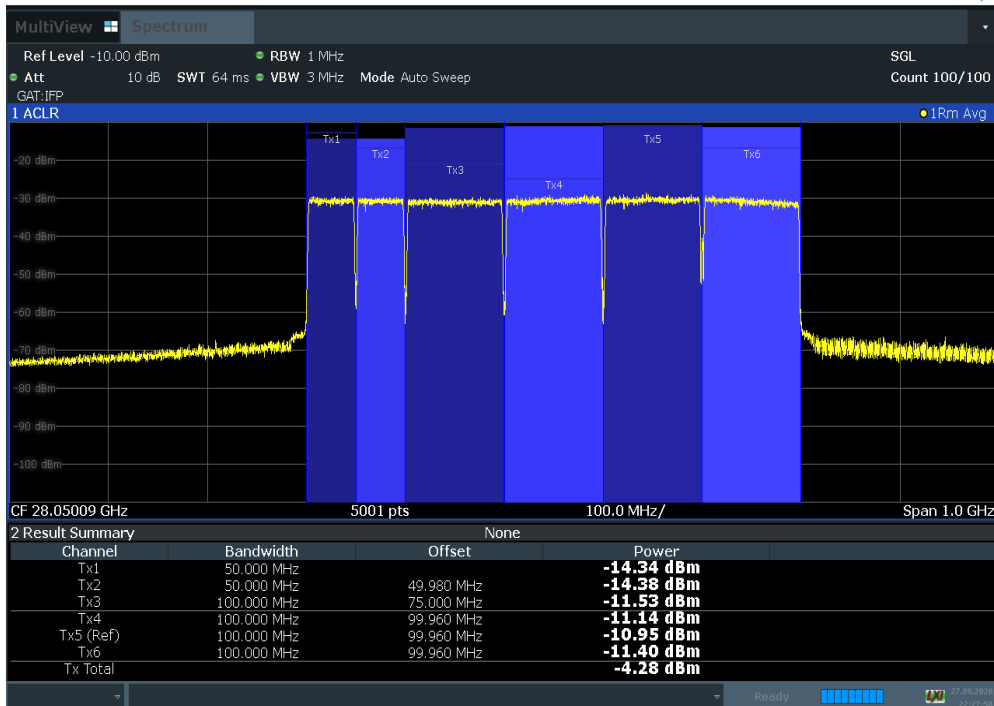 MultiView Spectrum
Ref Level -10.00 dBm RBW 1 MHz SGL
Att 10 dB SWT 64 ms VBW 3 MHz Mode Auto Sweep Count 100/100
GAT:IFP
1 ACLR 1Rm Avg
Tx1
Tx2
Tx3
Tx4
Tx5
Tx6
-20 dBm
-30 dBm
-40 dBm
-50 dBm
-60 dBm
-70 dBm
-80 dBm
-90 dBm
-100 dBm
CF 28.05009 GHz 5001 pts 100.0 MHz/ Span 1.0 GHz
2 Result Summary None
Channel Bandwidth Offset Power
Tx1 50.000 MHz -14.34 dBm
Tx2 50.000 MHz 49.980 MHz -14.38 dBm
Tx3 100.000 MHz 75.000 MHz -11.53 dBm
Tx4 100.000 MHz 99.960 MHz -11.14 dBm
Tx5 (Ref) 100.000 MHz 99.960 MHz -10.95 dBm
Tx6 100.000 MHz 99.960 MHz -11.40 dBm
Tx Total -4.28 dBm
Ready LXI 27.09.2020